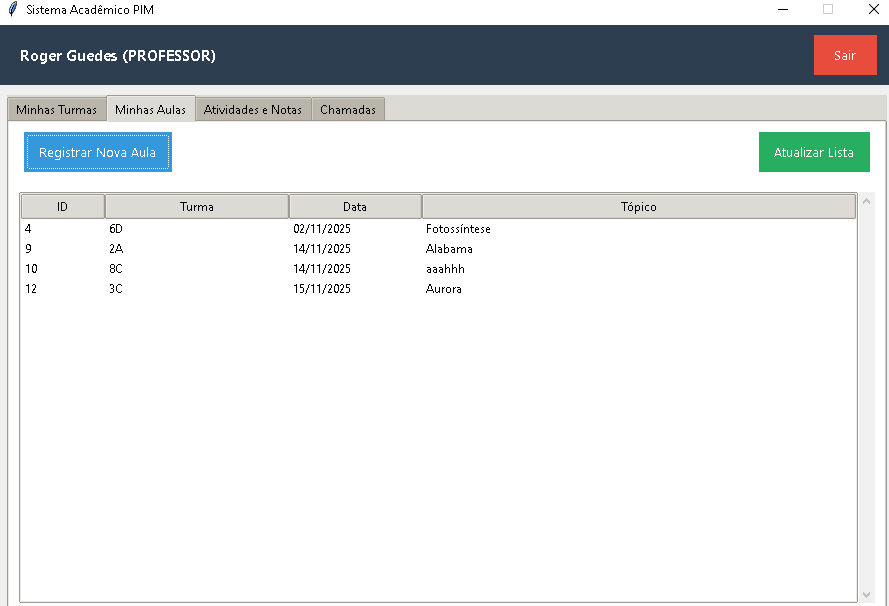 Sistema Acadêmico PIM
Roger Guedes (PROFESSOR)
Sair
Minhas Turmas Minhas Aulas Atividades e Notas Chamadas
Registrar Nova Aula
Atualizar Lista
ID Turma Data Tópico
4 6D 02/11/2025 Fotossíntese
9 2A 14/11/2025 Alabama
10 8C 14/11/2025 aaahhh
12 3C 15/11/2025 Aurora